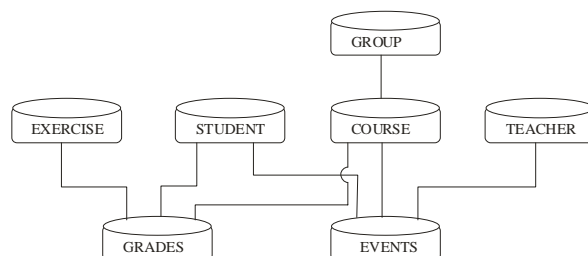 GROUP
EXERCISE
STUDENT
COURSE
TEACHER
GRADES
EVENTS